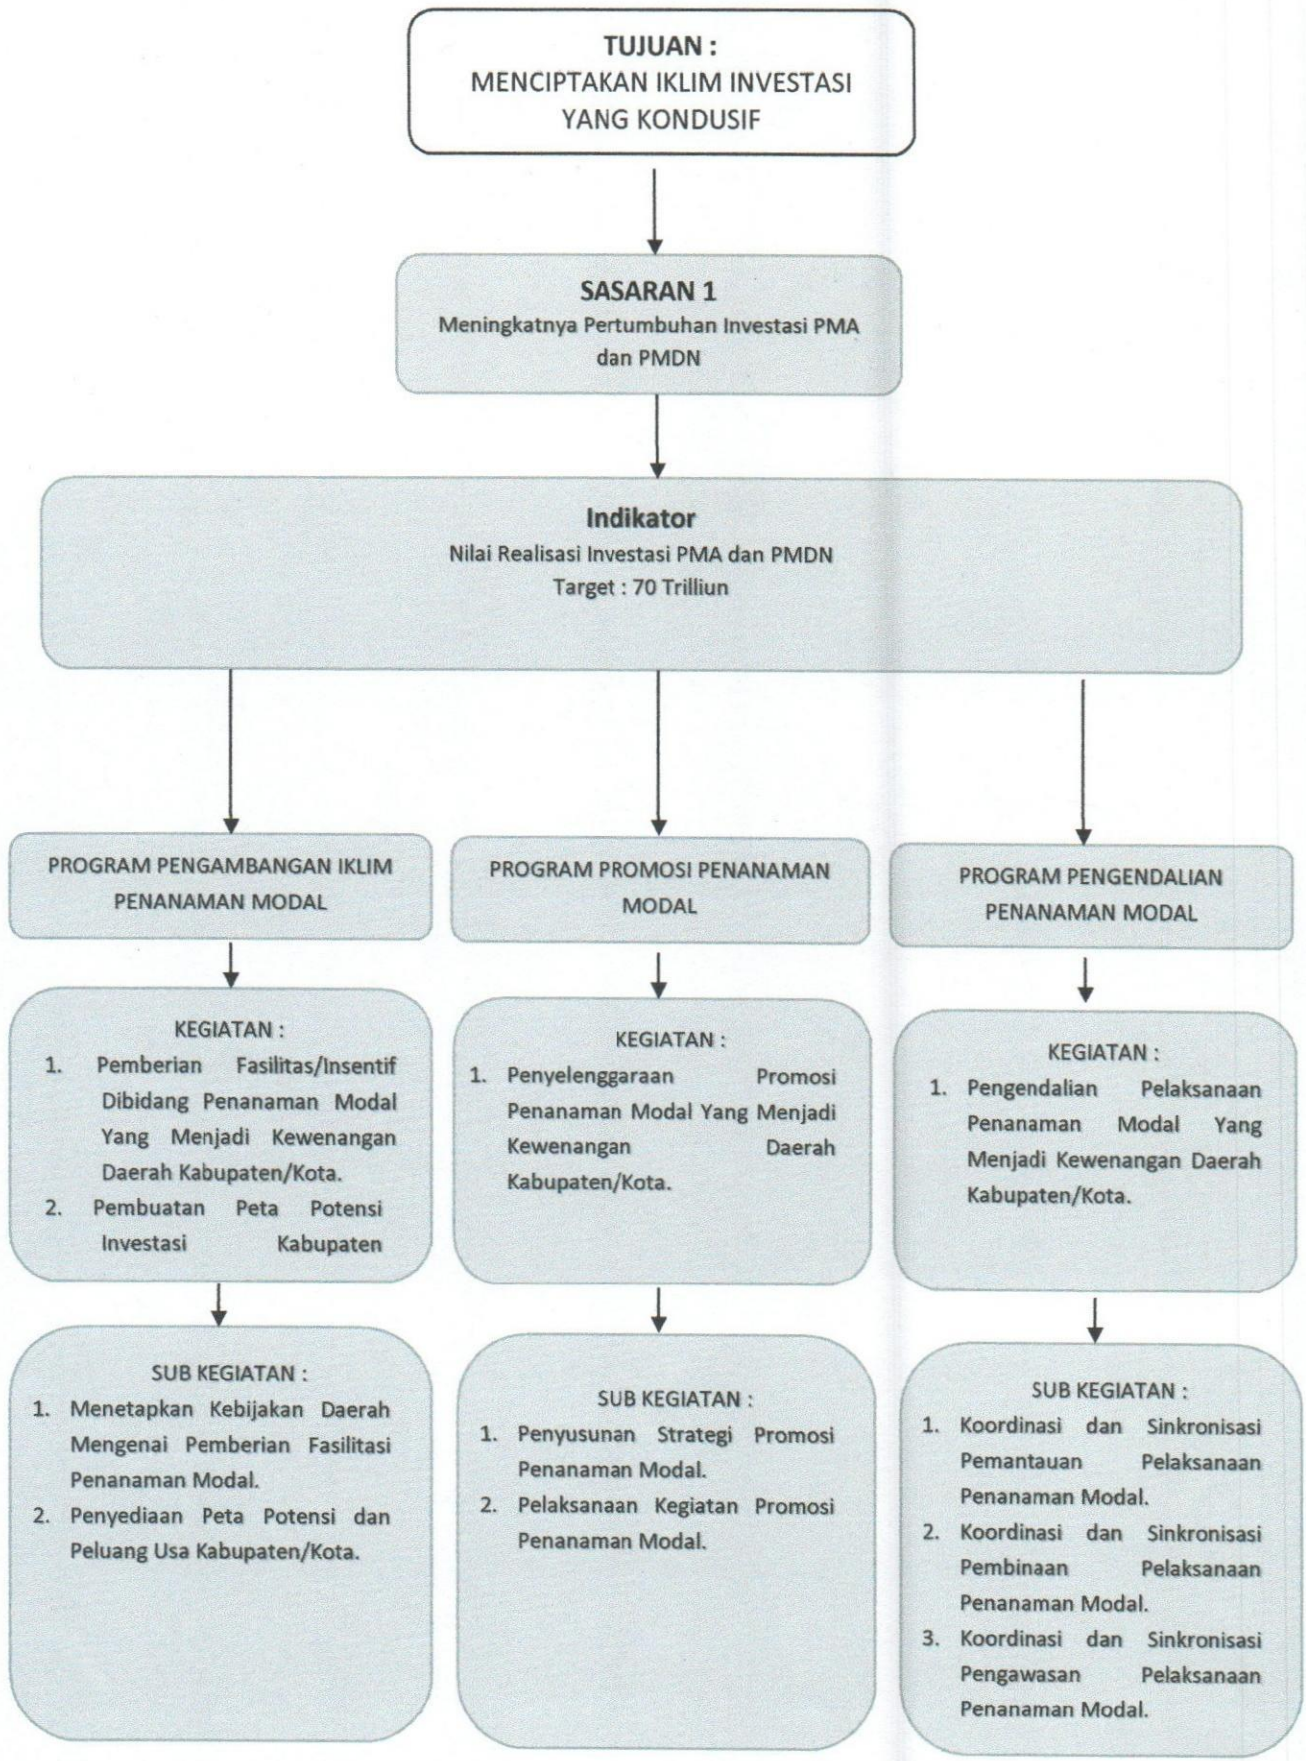 TUJUAN :
MENCIPTAKAN IKLIM INVESTASI
YANG KONDUSIF
SASARAN 1
Meningkatnya Pertumbuhan Investasi PMA
dan PMDN
Indikator
Nilai Realisasi Investasi PMA dan PMDN
Target : 70 Trilliun
PROGRAM PENGAMBANGAN IKLIM
PENANAMAN MODAL
KEGIATAN :
1. Pemberian Fasilitas/Insentif
Dibidang Penanaman Modal
Yang Menjadi Kewenangan
Daerah Kabupaten/Kota.
2. Pembuatan Peta Potensi
Investasi Kabupaten
SUB KEGIATAN :
1. Menetapkan Kebijakan Daerah
Mengenai Pemberian Fasilitasi
Penanaman Modal.
2. Penyediaan Peta Potensi dan
Peluang Usa Kabupaten/Kota.
PROGRAM PROMOSI PENANAMAN
MODAL
KEGIATAN :
1. Penyelenggaraan Promosi
Penanaman Modal Yang Menjadi
Kewenangan Daerah
Kabupaten/Kota.
SUB KEGIATAN :
1. Penyusunan Strategi Promosi
Penanaman Modal.
2. Pelaksanaan Kegiatan Promosi
Penanaman Modal.
PROGRAM PENGENDALIAN
PENANAMAN MODAL
KEGIATAN :
1. Pengendalian Pelaksanaan
Penanaman Modal Yang
Menjadi Kewenangan Daerah
Kabupaten/Kota.
SUB KEGIATAN :
1. Koordinasi dan Sinkronisasi
Pemantauan Pelaksanaan
Penanaman Modal.
2. Koordinasi dan Sinkronisasi
Pembinaan Pelaksanaan
Penanaman Modal.
3. Koordinasi dan Sinkronisasi
Pengawasan Pelaksanaan
Penanaman Modal.